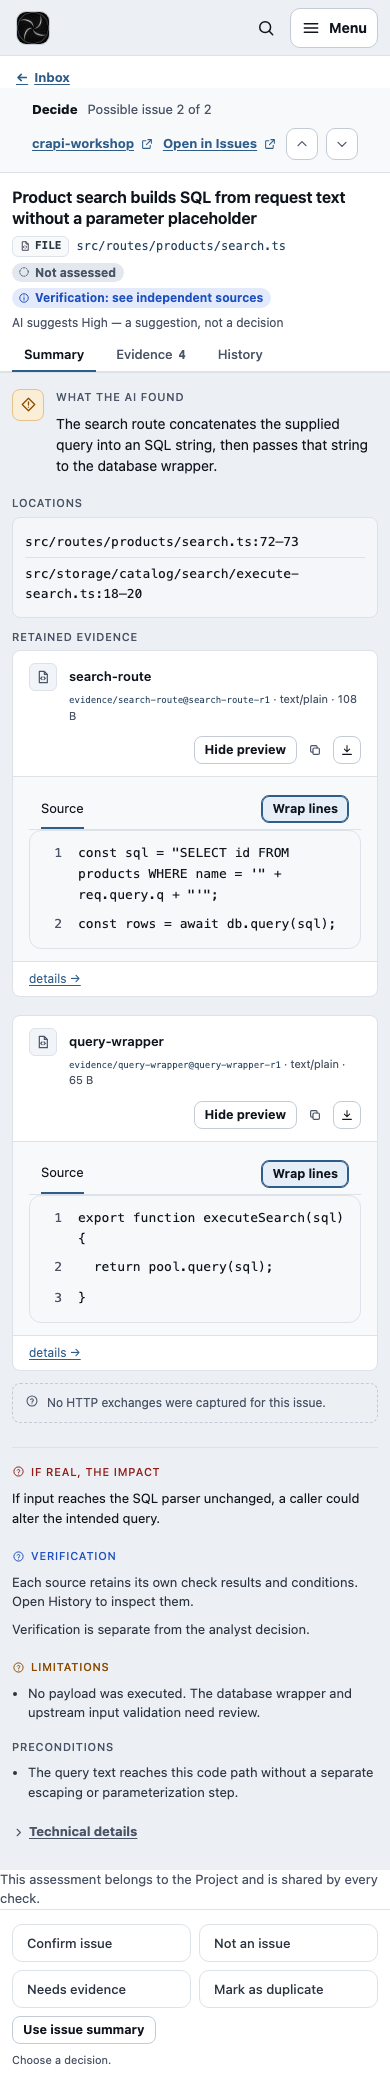 Menu
← Inbox
Decide Possible issue 2 of 2
crapi-workshop Open in Issues
Product search builds SQL from request text
without a parameter placeholder
FILE src/routes/products/search.ts
Not assessed
Verification: see independent sources
AI suggests High — a suggestion, not a decision
Summary Evidence 4 History
WHAT THE AI FOUND
The search route concatenates the supplied
query into an SQL string, then passes that string
to the database wrapper.
LOCATIONS
src/routes/products/search.ts:72–73
src/storage/catalog/search/execute-
search.ts:18–20
RETAINED EVIDENCE
search-route
evidence/search-route@search-route-r1 · text/plain · 108
B
Hide preview
Source Wrap lines
1 const sql = "SELECT id FROM
products WHERE name = '" +
req.query.q + "'";
2 const rows = await db.query(sql);
details →
query-wrapper
evidence/query-wrapper@query-wrapper-r1 · text/plain ·
65 B
Hide preview
Source Wrap lines
1 export function executeSearch(sql)
{
2 return pool.query(sql);
3 }
details →
No HTTP exchanges were captured for this issue.
IF REAL, THE IMPACT
If input reaches the SQL parser unchanged, a caller could
alter the intended query.
VERIFICATION
Each source retains its own check results and conditions.
Open History to inspect them.
Verification is separate from the analyst decision.
LIMITATIONS
• No payload was executed. The database wrapper and
upstream input validation need review.
PRECONDITIONS
• The query text reaches this code path without a separate
escaping or parameterization step.
Technical details
This assessment belongs to the Project and is shared by every
check.
Confirm issue Not an issue
Needs evidence Mark as duplicate
Use issue summary
Choose a decision.